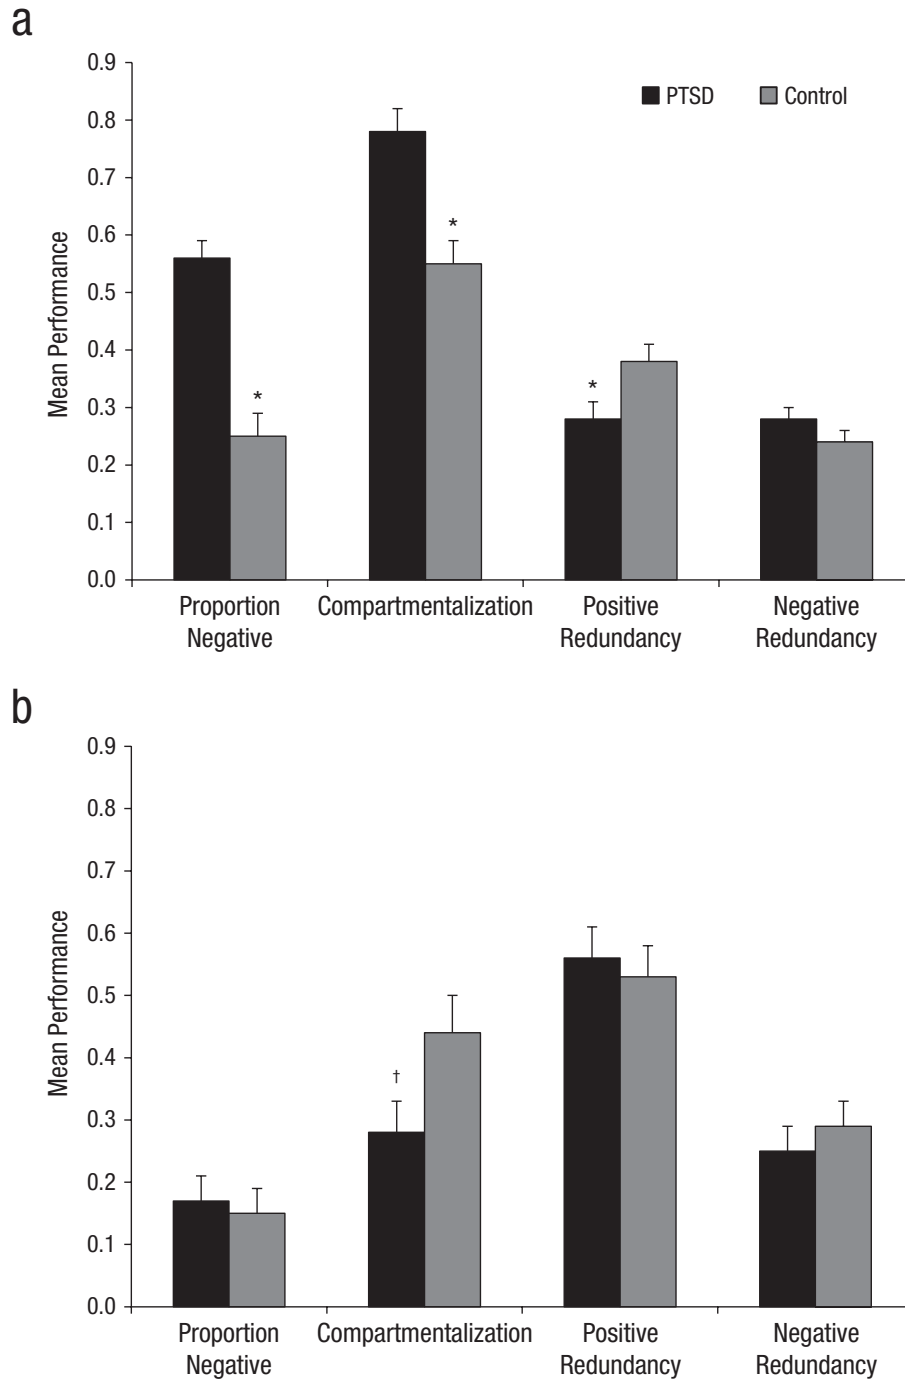 a
0.9
0.8
0.7
0.6
0.5
0.4
0.3
0.2
0.1
0.0
Mean Performance
PTSD
Control
*
*
*
Proportion
Negative
Compartmentalization
Positive
Redundancy
Negative
Redundancy
b
0.9
0.8
0.7
0.6
0.5
0.4
0.3
0.2
0.1
0.0
Mean Performance
†
Proportion
Negative
Compartmentalization
Positive
Redundancy
Negative
Redundancy